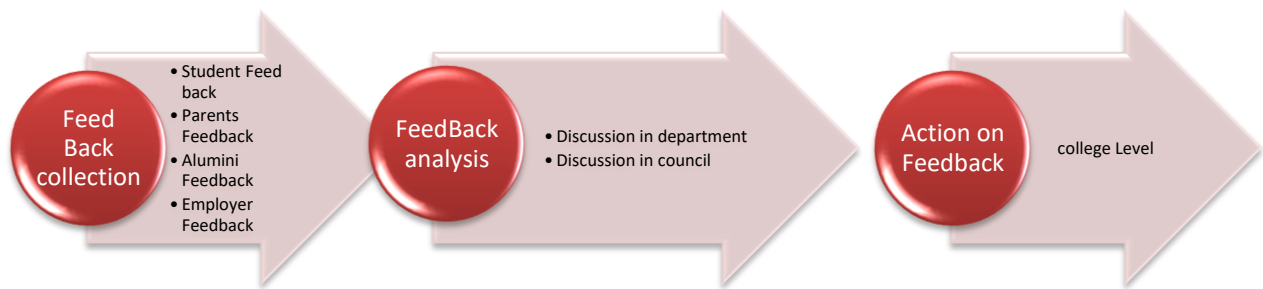 Feed
Back
collection
• Student Feed
back
• Parents
Feedback
• Alumini
Feedback
• Employer
Feedback
FeedBack
analysis
• Discussion in department
• Discussion in council
Action on
Feedback
college Level